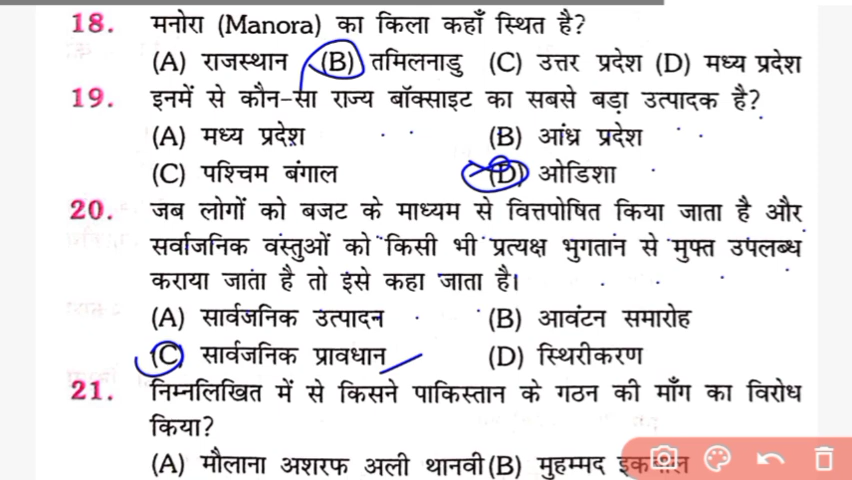 18. मनोरा (Manora) का किला कहाँ स्थित है?
(A) राजस्थान (B) तमिलनाडु (C) उत्तर प्रदेश (D) मध्य प्रदेश
19. इनमें से कौन-सा राज्य बॉक्साइट का सबसे बड़ा उत्पादक है?
(A) मध्य प्रदेश (B) आंध्र प्रदेश
(C) पश्चिम बंगाल (D) ओडिशा
20. जब लोगों को बजट के माध्यम से वित्तपोषित किया जाता है और
सर्वाजनिक वस्तुओं को किसी भी प्रत्यक्ष भुगतान से मुफ्त उपलब्ध
कराया जाता है तो इसे कहा जाता है।
(A) सार्वजनिक उत्पादन (B) आवंटन समारोह
(C) सार्वजनिक प्रावधान (D) स्थिरीकरण
21. निम्नलिखित में से किसने पाकिस्तान के गठन की माँग का विरोध
किया?
(A) मौलाना अशरफ अली थानवी (B) मुहम्मद